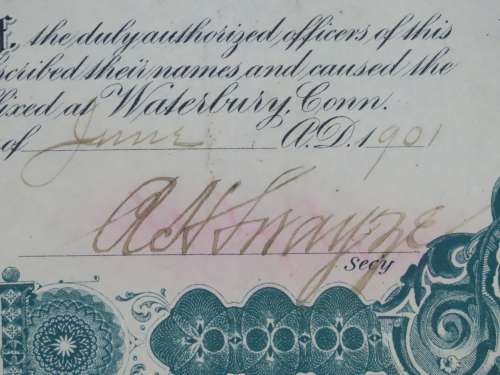 f, the duly authorized officers of this
scribed their names and caused the
ffixed at Waterbury, Conn.
of June A.D. 1901
A H Swayze
Secy